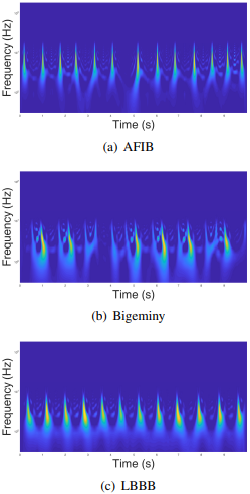 Frequency (Hz)
Time (s)
(a) AFIB
Frequency (Hz)
Time (s)
(b) Bigeminy
Frequency (Hz)
Time (s)
(c) LBBB